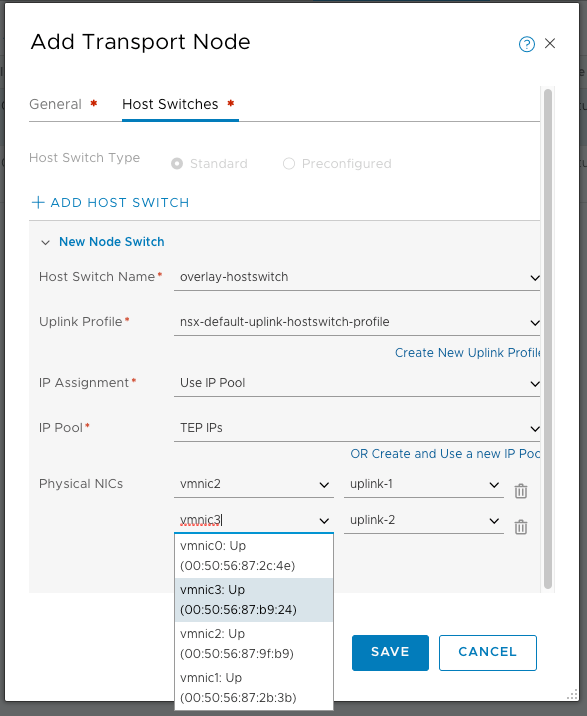 Add Transport Node
General *
Host Switches *
Host Switch Type
Standard
Preconfigured
+ ADD HOST SWITCH
New Node Switch
Host Switch Name*
overlay-hostswitch
Uplink Profile*
nsx-default-uplink-hostswitch-profile
Create New Uplink Profile
IP Assignment*
Use IP Pool
IP Pool*
TEP IPs
OR Create and Use a new IP Poo
Physical NICs
vmnic2
uplink-1
vmnic3
uplink-2
vmnic0: Up
(00:50:56:87:2c:4e)
vmnic3: Up
(00:50:56:87:b9:24)
vmnic2: Up
(00:50:56:87:9f:b9)
vmnic1: Up
(00:50:56:87:2b:3b)
SAVE
CANCEL